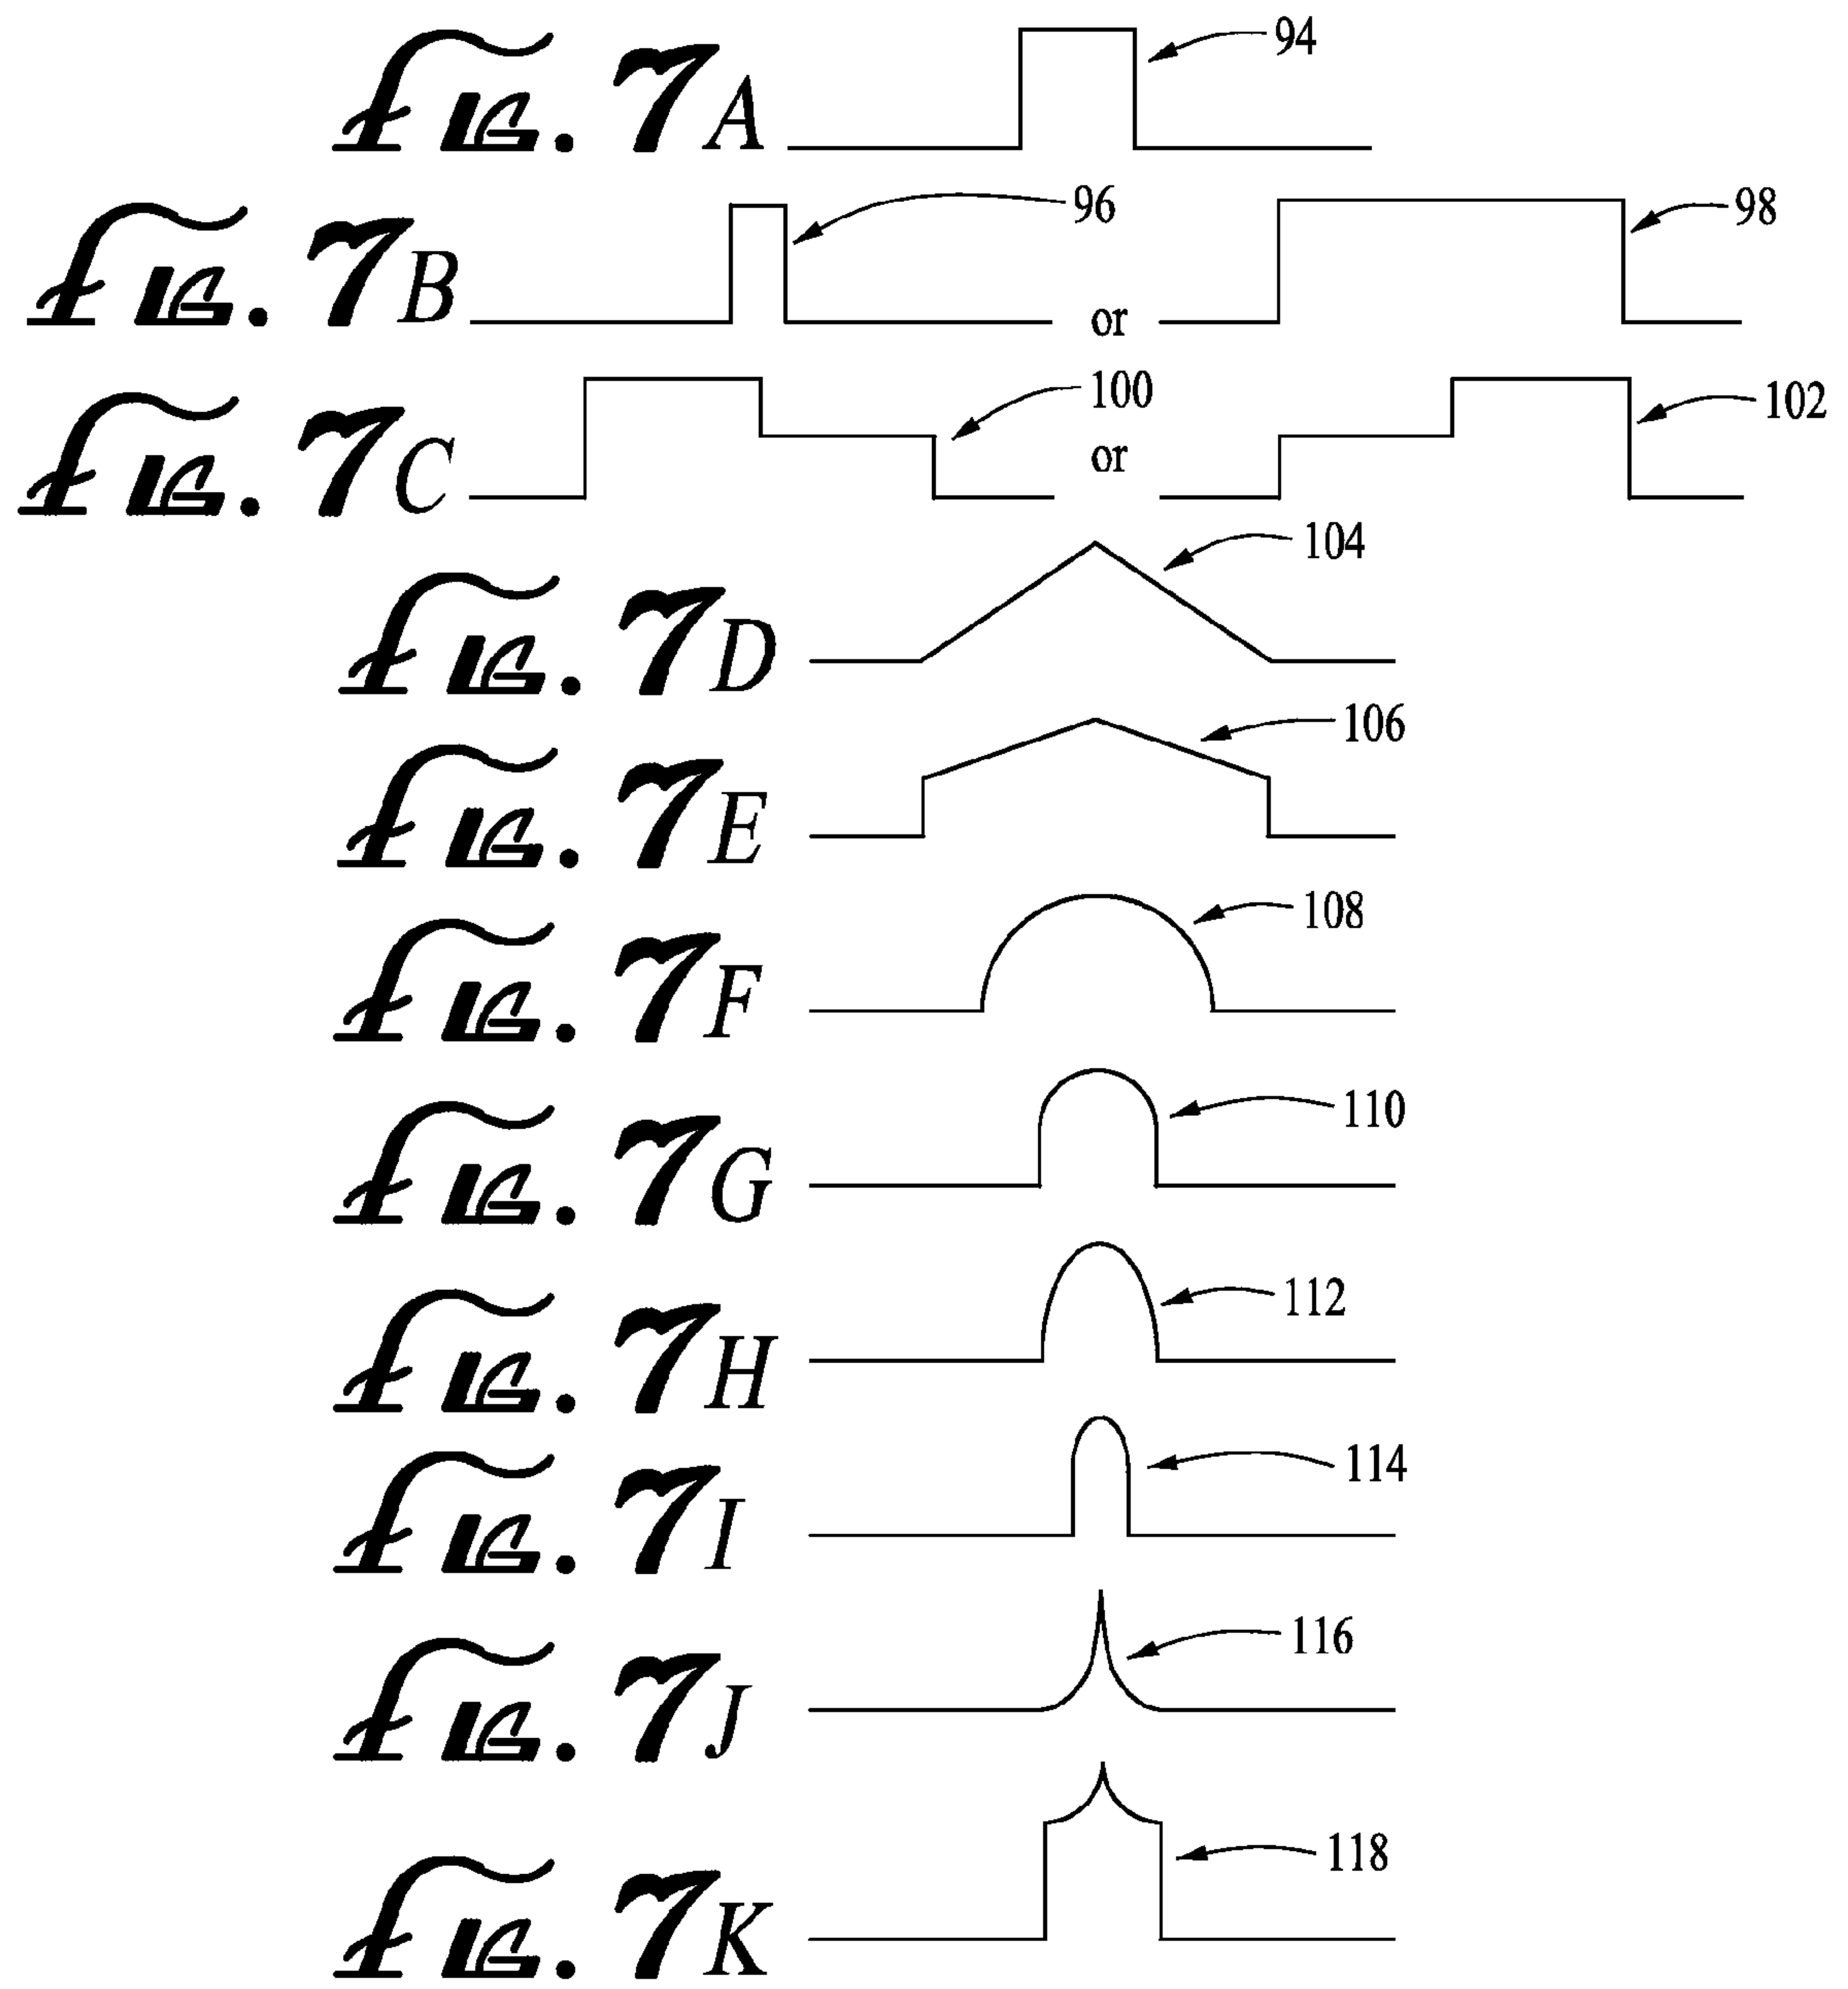 Fig. 7A 94
Fig. 7B 96 or 98
Fig. 7C 100 or 102
Fig. 7D 104
Fig. 7E 106
Fig. 7F 108
Fig. 7G 110
Fig. 7H 112
Fig. 7I 114
Fig. 7J 116
Fig. 7K 118